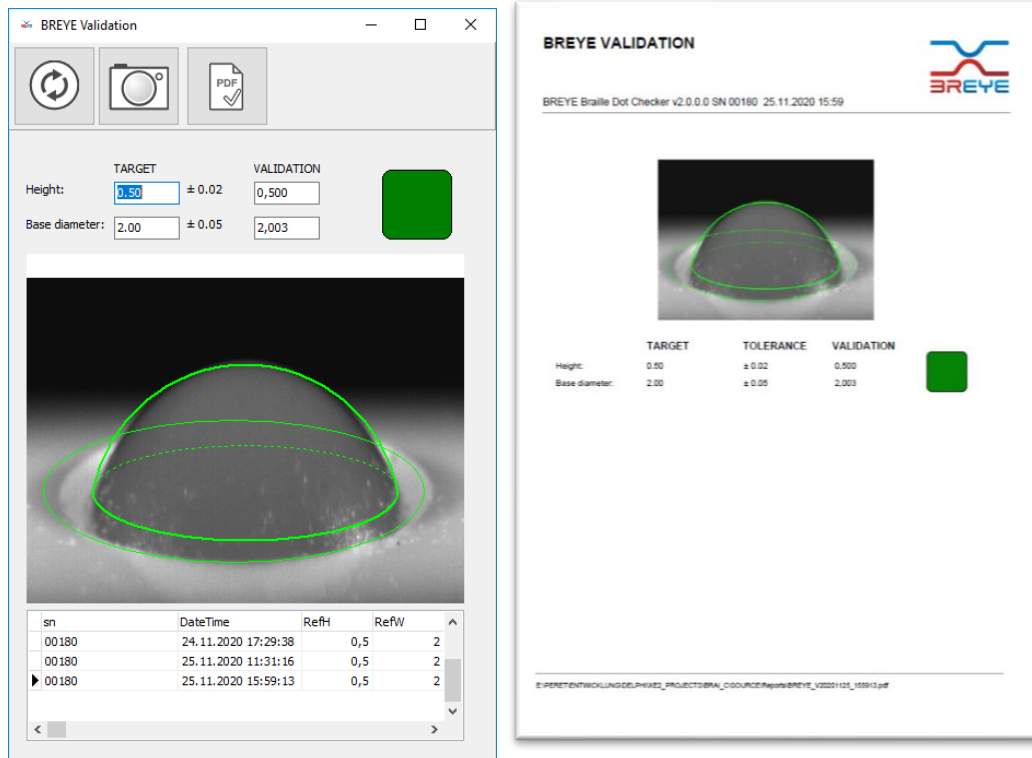 BREYE Validation
PDF
TARGET VALIDATION
Height: 0.50 ± 0.02 0,500
Base diameter: 2.00 ± 0.05 2,003
sn DateTime RefH RefW
00180 24.11.2020 17:29:38 0,5 2
00180 25.11.2020 11:31:16 0,5 2
00180 25.11.2020 15:59:13 0,5 2
BREYE VALIDATION
BREYE
BREYE Braille Dot Checker v2.0.0.0 SN 00180 25.11.2020 15:59
TARGET TOLERANCE VALIDATION
Height: 0.50 ± 0.02 0,500
Base diameter: 2.00 ± 0.05 2,003